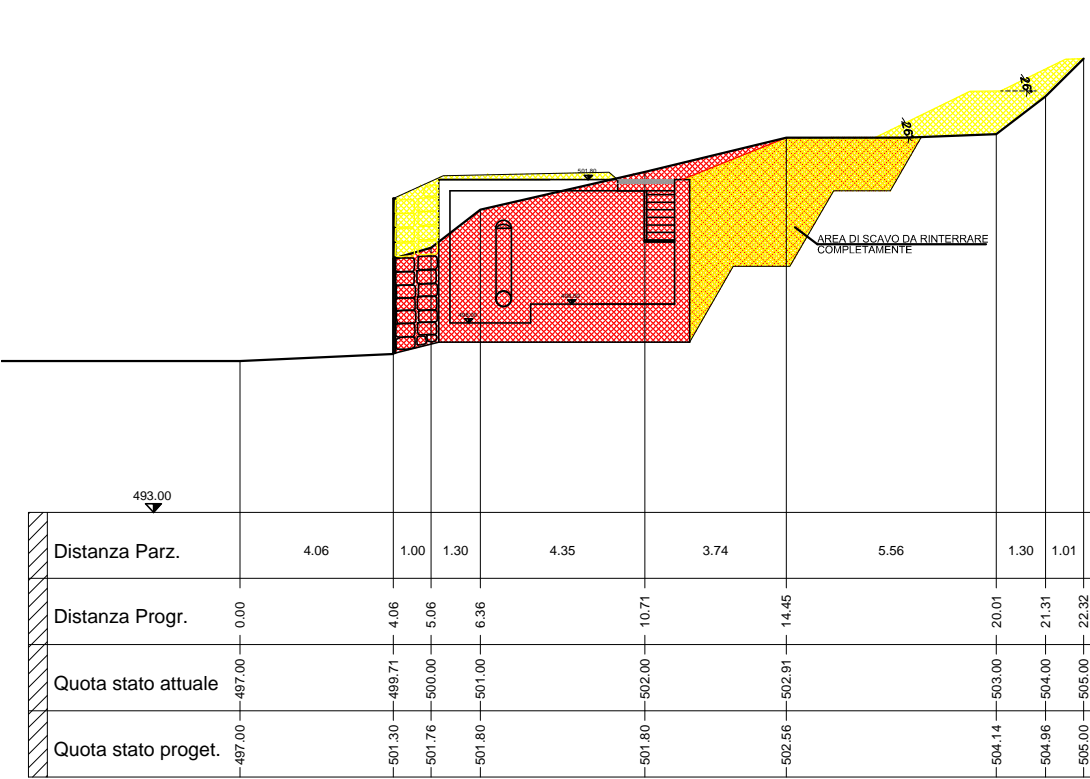 26
26
501.80
AREA DI SCAVO DA RINTERRARE
COMPLETAMENTE
493.00
Distanza Parz. 4.06 1.00 1.30 4.35 3.74 5.56 1.30 1.01
Distanza Progr. 0.00 4.06 5.06 6.36 10.71 14.45 20.01 21.31 22.32
Quota stato attuale 497.00 499.71 500.00 501.00 502.00 502.91 503.00 504.00 505.00
Quota stato proget. 497.00 501.30 501.76 501.80 501.80 502.56 504.14 504.96 505.00